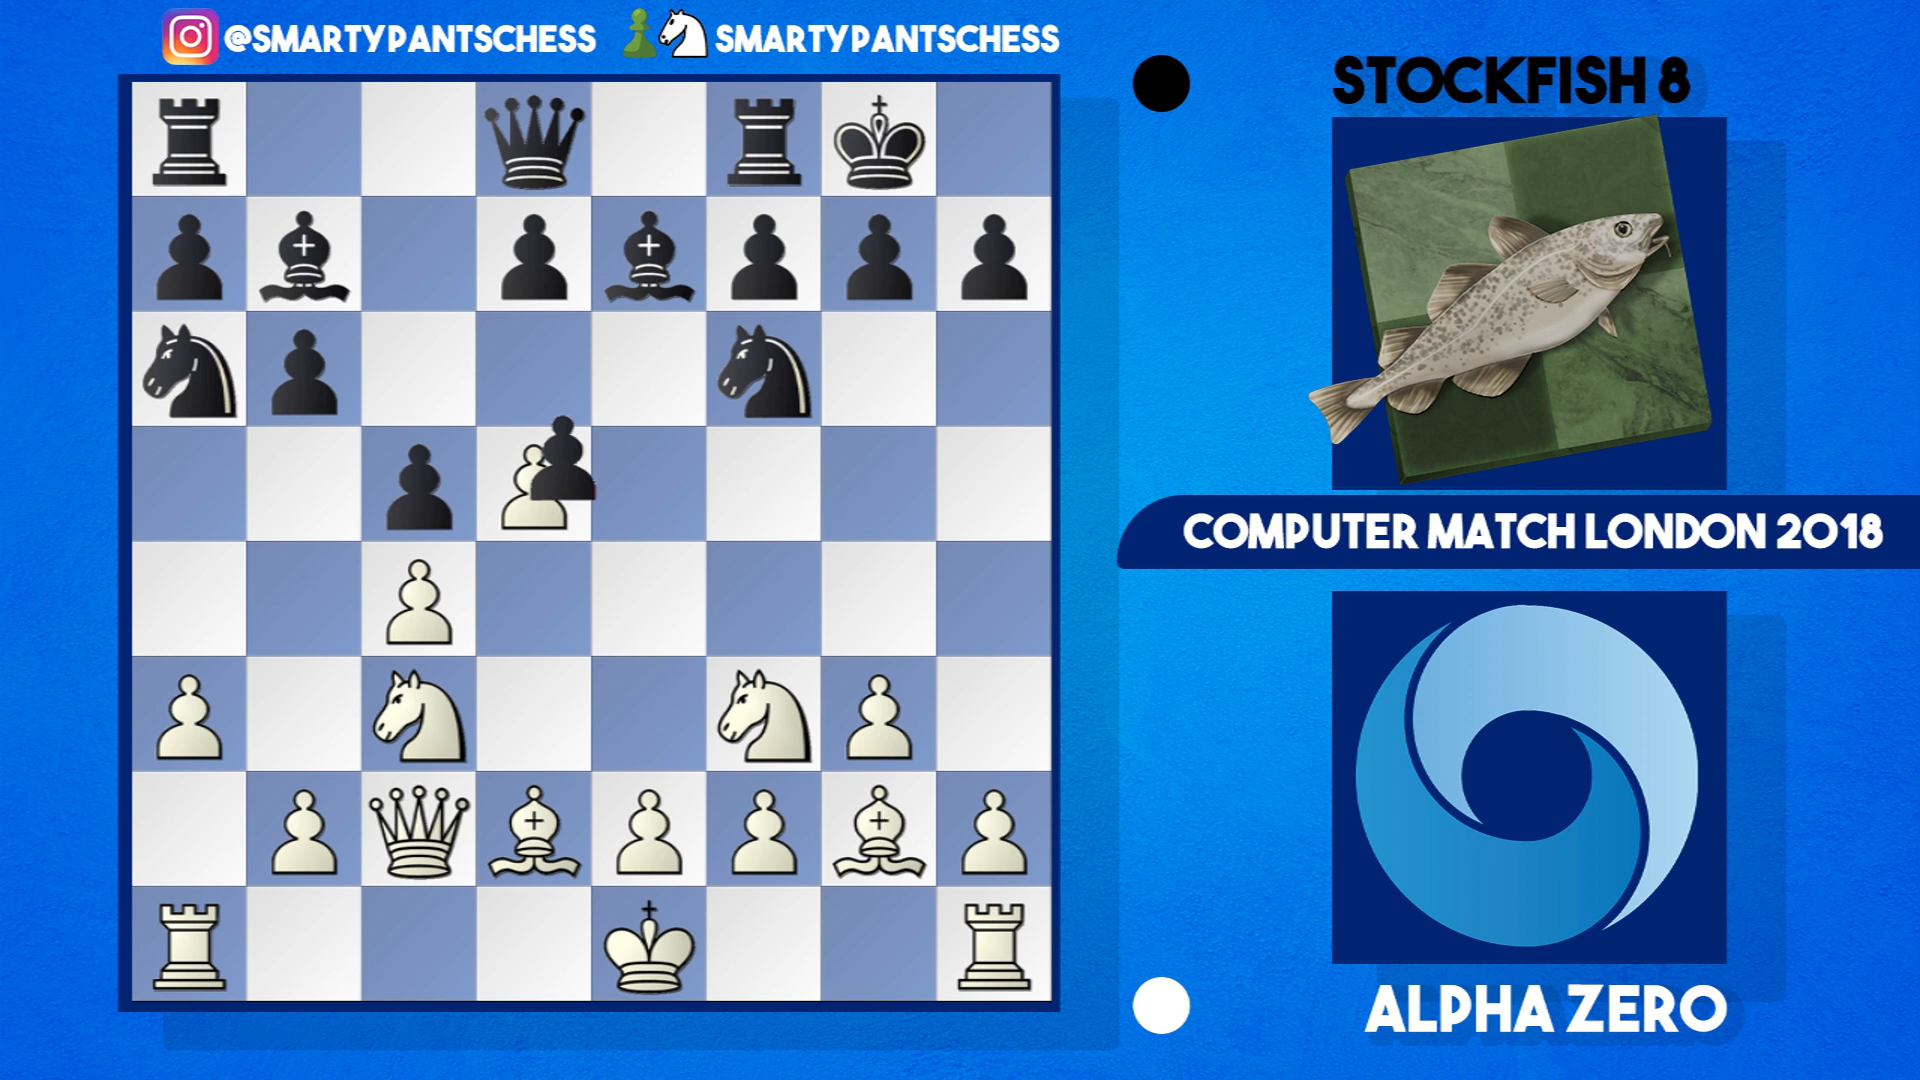 @SMARTYPANTSCHESS SMARTYPANTSCHESS
STOCKFISH 8
COMPUTER MATCH LONDON 2018
ALPHA ZERO